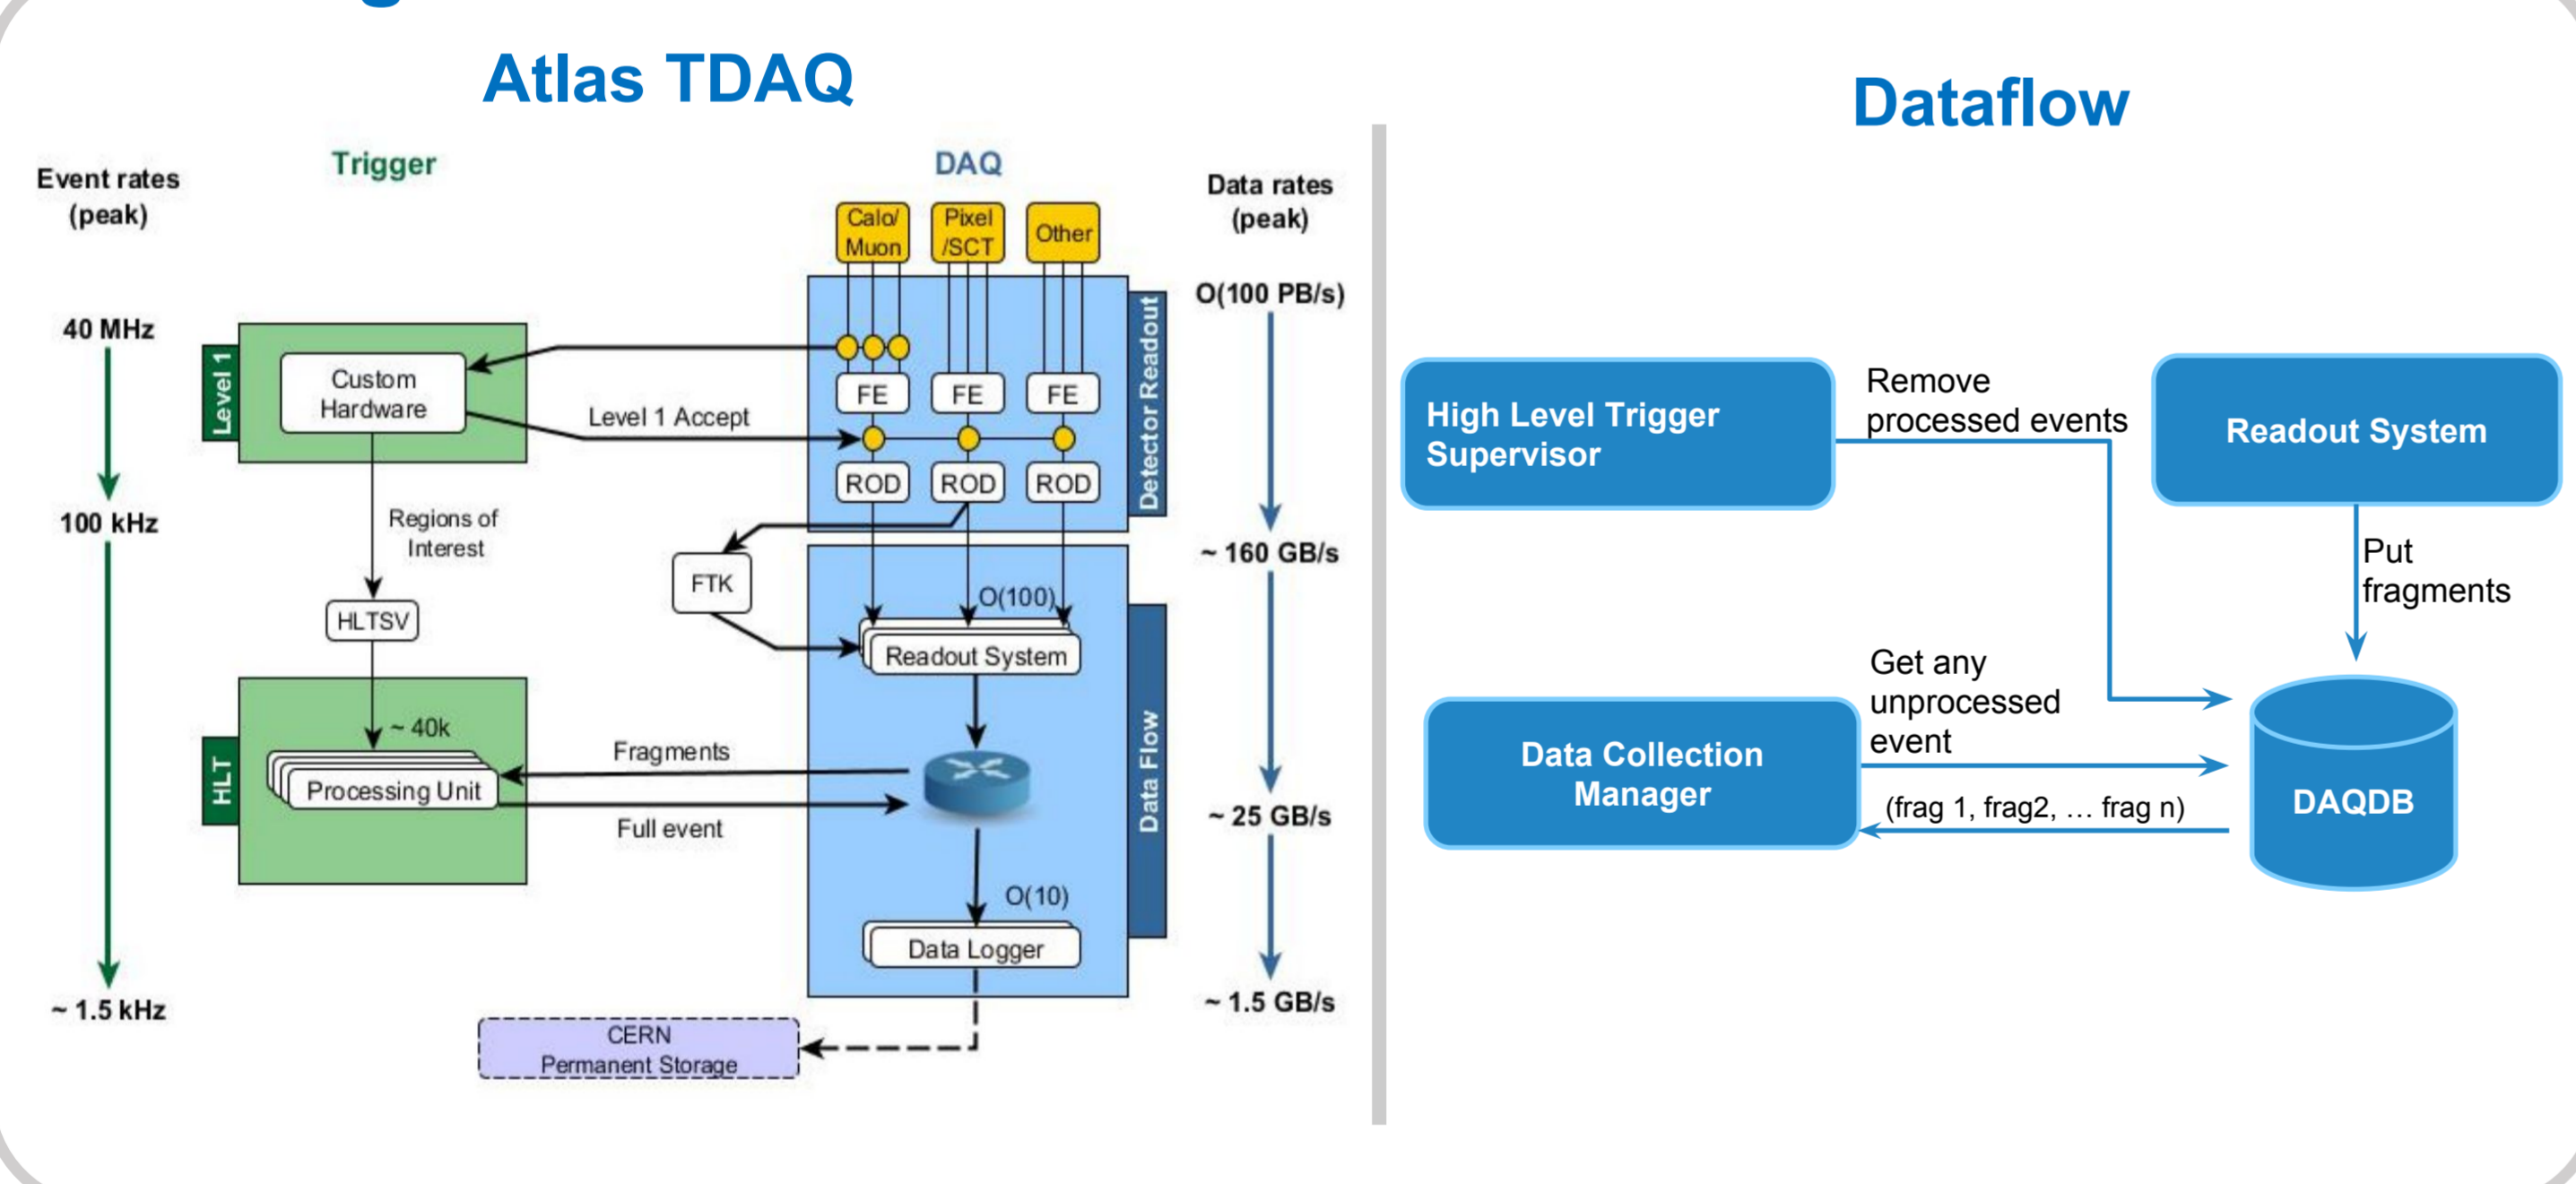 Atlas TDAQ
Event rates
(peak)
40 MHz
100 kHz
~ 1.5 kHz
Trigger
Level 1
Custom
Hardware
Level 1 Accept
Regions of
Interest
HLTSV
HLT
~ 40k
Processing Unit
Fragments
Full event
DAQ
Calo/
Muon
Pixel
/SCT
Other
FE
FE
FE
ROD
ROD
ROD
Detector Readout
FTK
O(100)
Readout System
Data Flow
O(10)
Data Logger
CERN
Permanent Storage
Data rates
(peak)
O(100 PB/s)
~ 160 GB/s
~ 25 GB/s
~ 1.5 GB/s
Dataflow
High Level Trigger
Supervisor
Remove
processed events
Readout System
Put
fragments
Data Collection
Manager
Get any
unprocessed
event
(frag 1, frag2, … frag n)
DAQDB